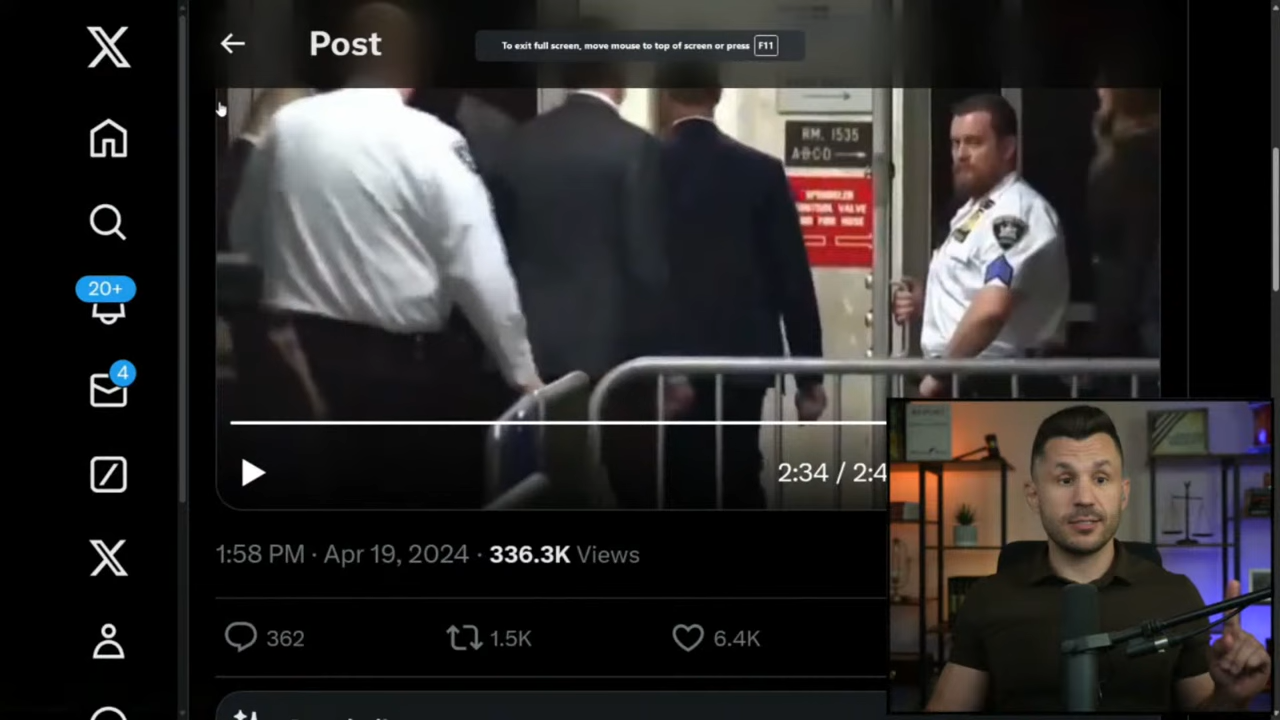 Post
To exit full screen, move mouse to top of screen or press F11
RM. 1535
ABCD →
SPRINKLER
CONTROL VALVE
AND FIRE HOSE
20+
4
2:34 / 2:4
1:58 PM · Apr 19, 2024 · 336.3K Views
362
1.5K
6.4K